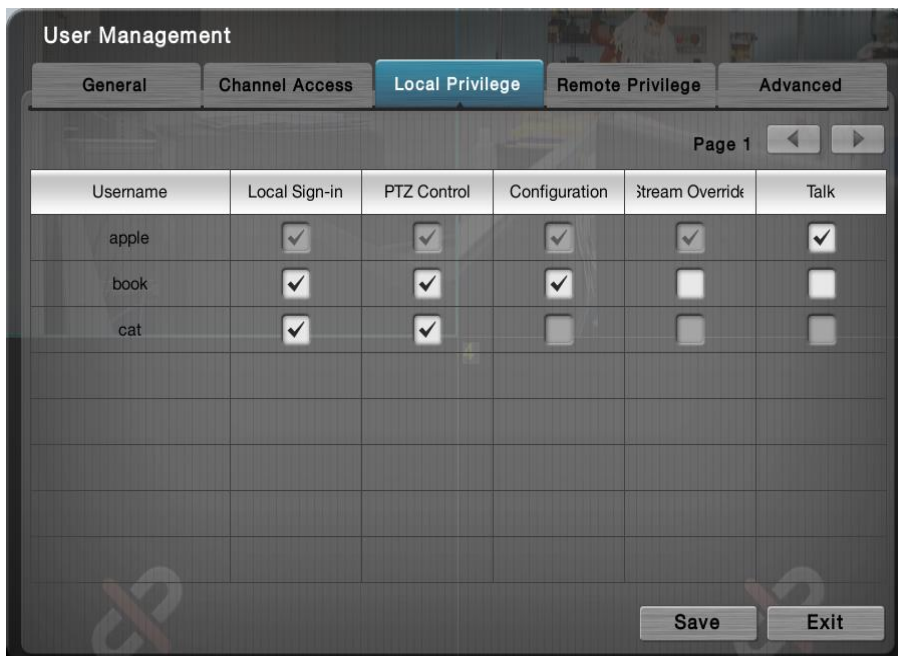 User Management
General Channel Access Local Privilege Remote Privilege Advanced
Page 1
Username Local Sign-in PTZ Control Configuration Stream Override Talk
apple
book
cat
4
Save Exit